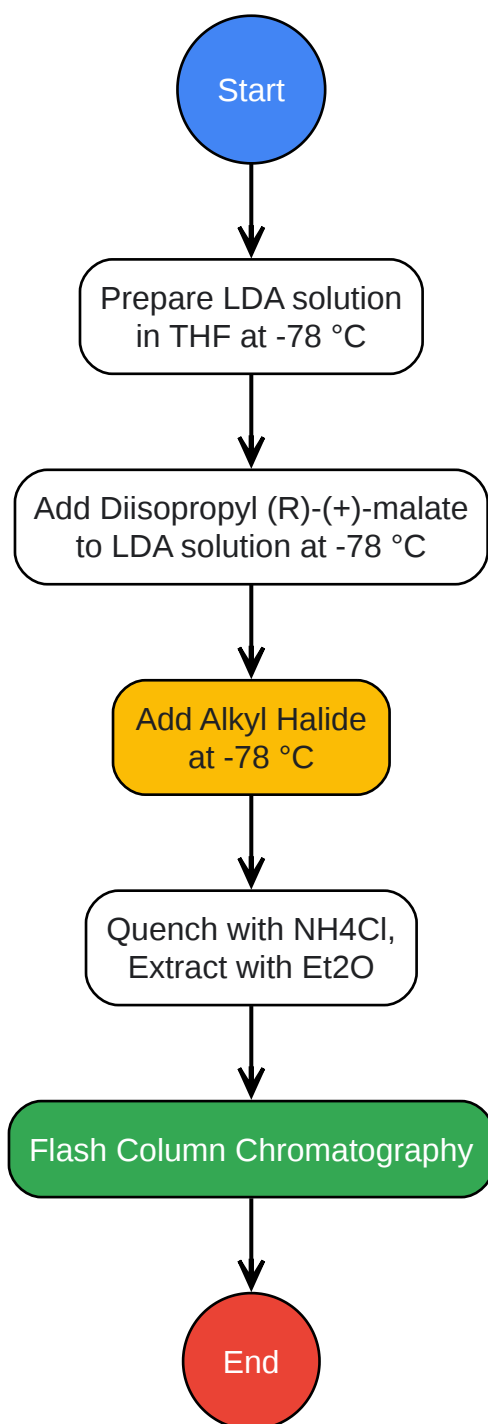 Start
Prepare LDA solution
in THF at -78 °C
Add Diisopropyl (R)-(+)-malate
to LDA solution at -78 °C
Add Alkyl Halide
at -78 °C
Quench with NH4Cl,
Extract with Et2O
Flash Column Chromatography
End